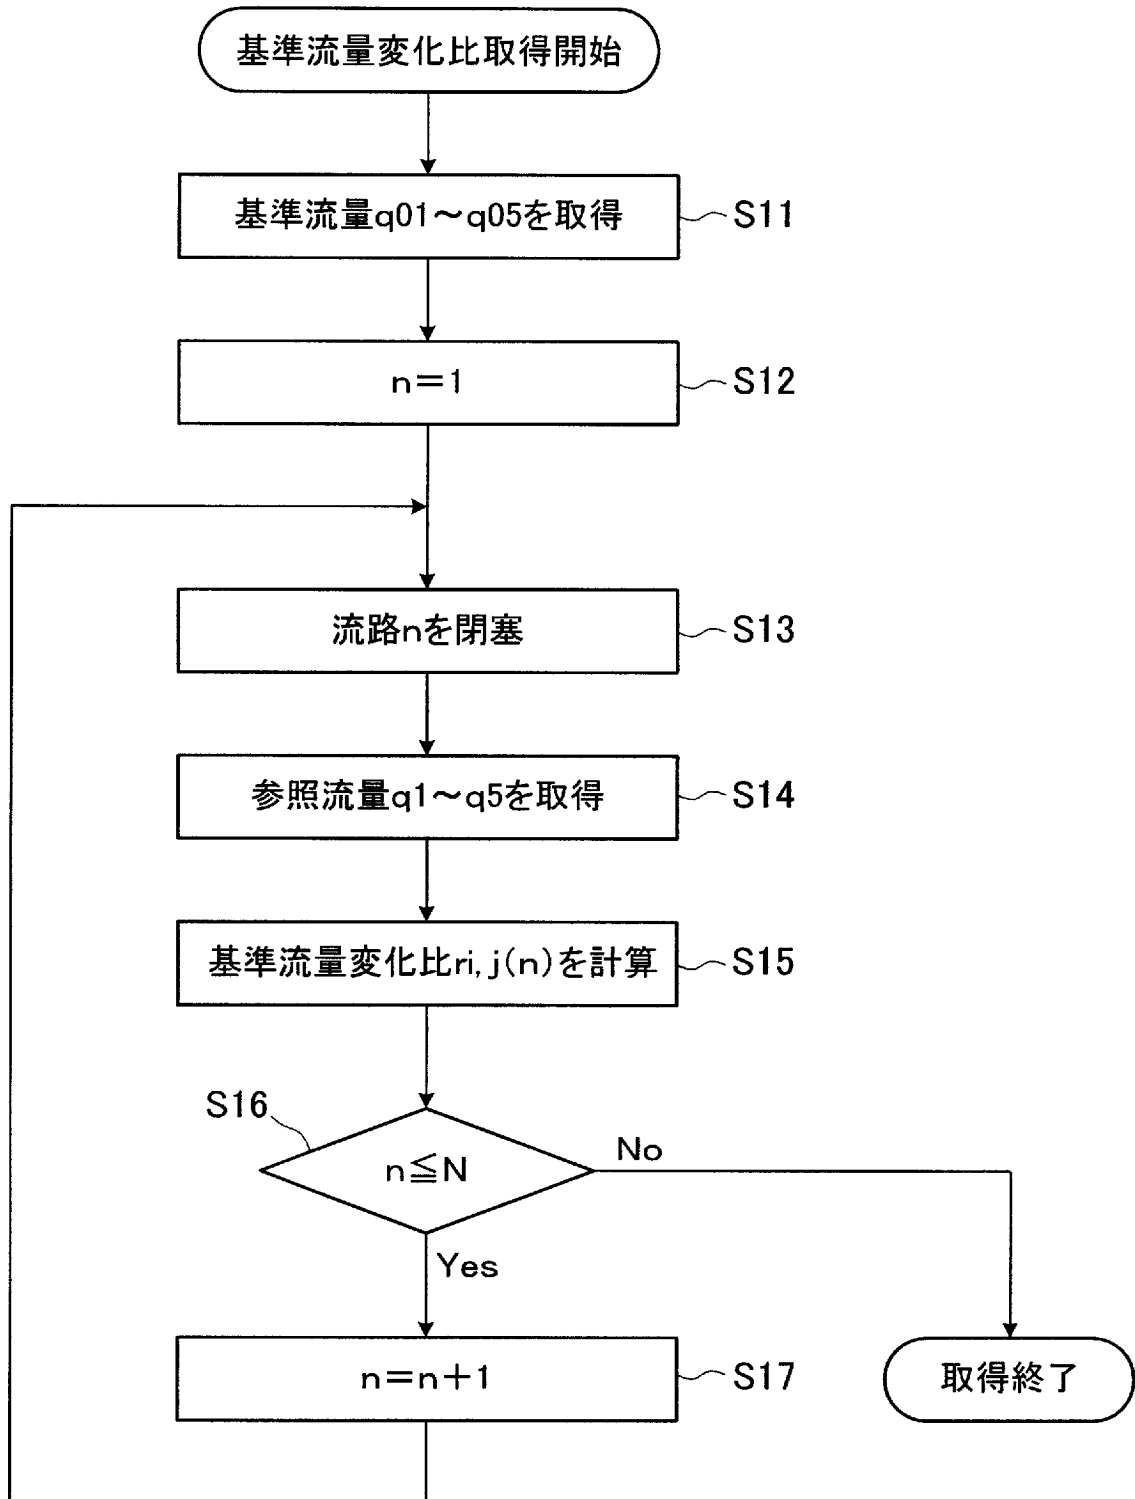 基準流量変化比取得開始
基準流量q01～q05を取得
S11
n＝1
S12
流路nを閉塞
S13
参照流量q1～q5を取得
S14
基準流量変化比ri,j(n)を計算
S15
S16
n≦N
No
Yes
n＝n＋1
S17
取得終了